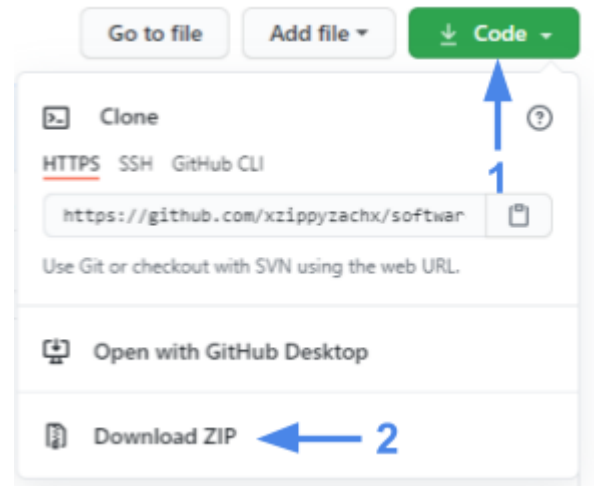 Go to file Add file Code
Clone
1
HTTPS SSH GitHub CLI
https://github.com/xzippyzachx/softwar
Use Git or checkout with SVN using the web URL.
Open with GitHub Desktop
Download ZIP 2